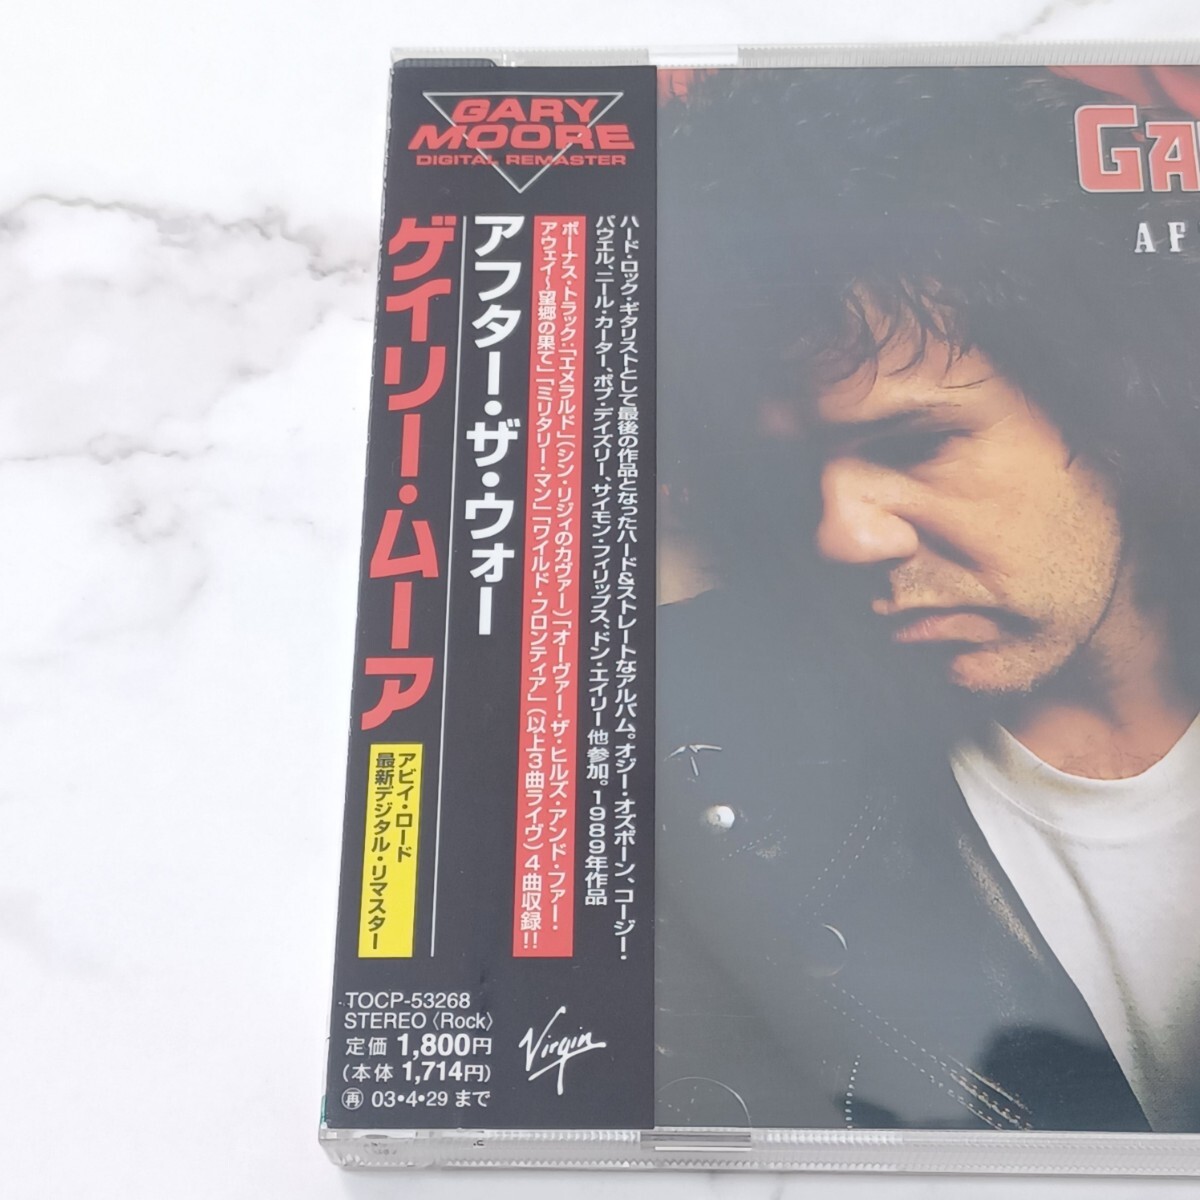 GARY
MOORE
DIGITAL REMASTER
ハード・ロック・ギタリストとして最後の作品となったハード&ストレートなアルバム。オジー・オズボーン、コージー・
パウエル、ニール・カーター、ボブ・デイズリー、サイモン・フィリップス、ドン・エイリー他参加。1989年作品
ボーナス・トラック:「エメラルド」(シン・リジィのカヴァー)「オーヴァー・ザ・ヒルズ・アンド・ファー・
アウェイ〜望郷の果て」「ミリタリー・マン」「ワイルド・フロンティア」(以上3曲ライヴ)4曲収録!!
アフター・ザ・ウォー
ゲイリー・ムーア
アビイ・ロード
最新デジタル・リマスター
TOCP-53268
STEREO〈Rock〉
定価 1,800円
(本体 1,714円)
再 03•4•29 まで
Virgin
GA
AF